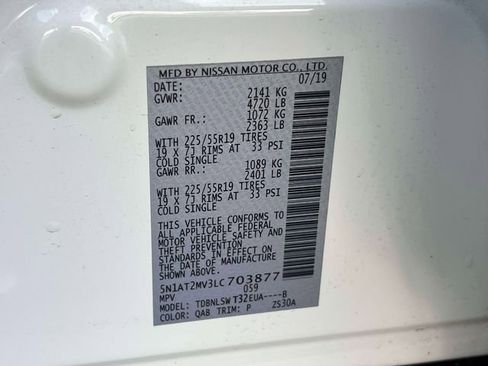 MFD BY NISSAN MOTOR CO., LTD.
DATE: 07/19
GVWR: 2141 KG
4720 LB
GAWR FR.: 1072 KG
2363 LB
WITH 225/55R19 TIRES
19 X 7J RIMS AT 33 PSI
COLD SINGLE
GAWR RR.: 1089 KG
2401 LB
WITH 225/55R19 TIRES
19 X 7J RIMS AT 33 PSI
COLD SINGLE
THIS VEHICLE CONFORMS TO
ALL APPLICABLE FEDERAL
MOTOR VEHICLE SAFETY AND
THEFT PREVENTION
STANDARDS IN EFFECT ON
THE DATE OF MANUFACTURE
SHOWN ABOVE.
5N1AT2MV3LC703877
MPV 059
MODEL: TDBNLSWT32EUA----B
COLOR: QAB TRIM: P ZS30A